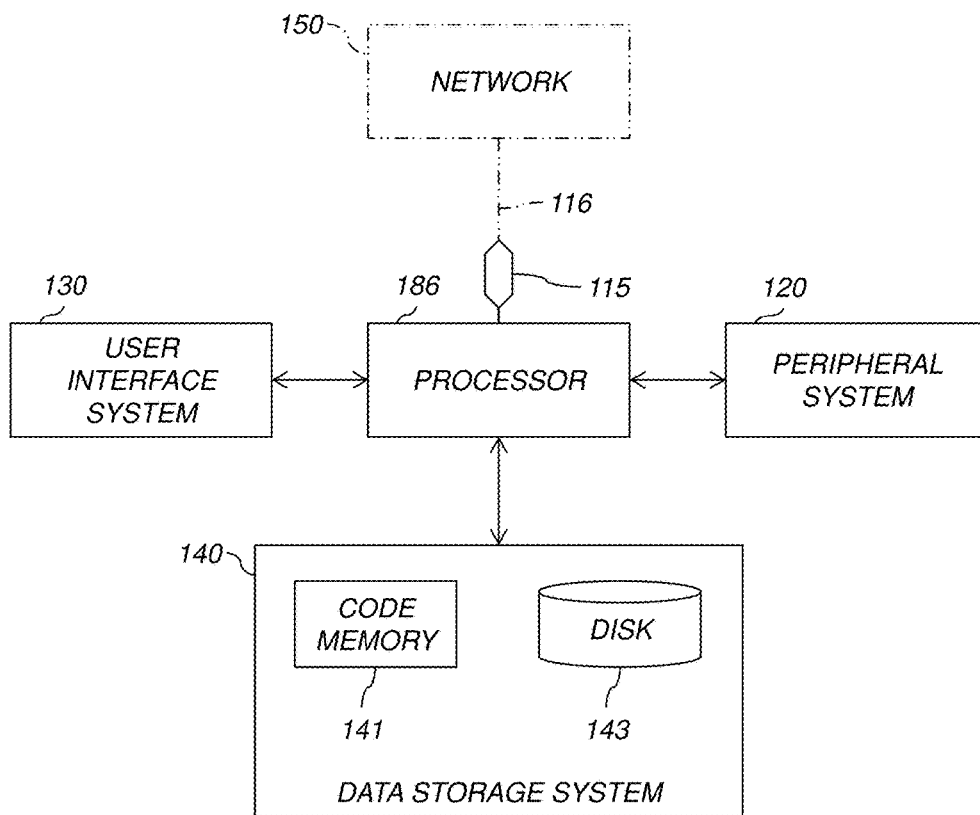 150
NETWORK
116
115
130
186
120
USER
INTERFACE
SYSTEM
PROCESSOR
PERIPHERAL
SYSTEM
140
CODE
MEMORY
DISK
141
143
DATA STORAGE SYSTEM